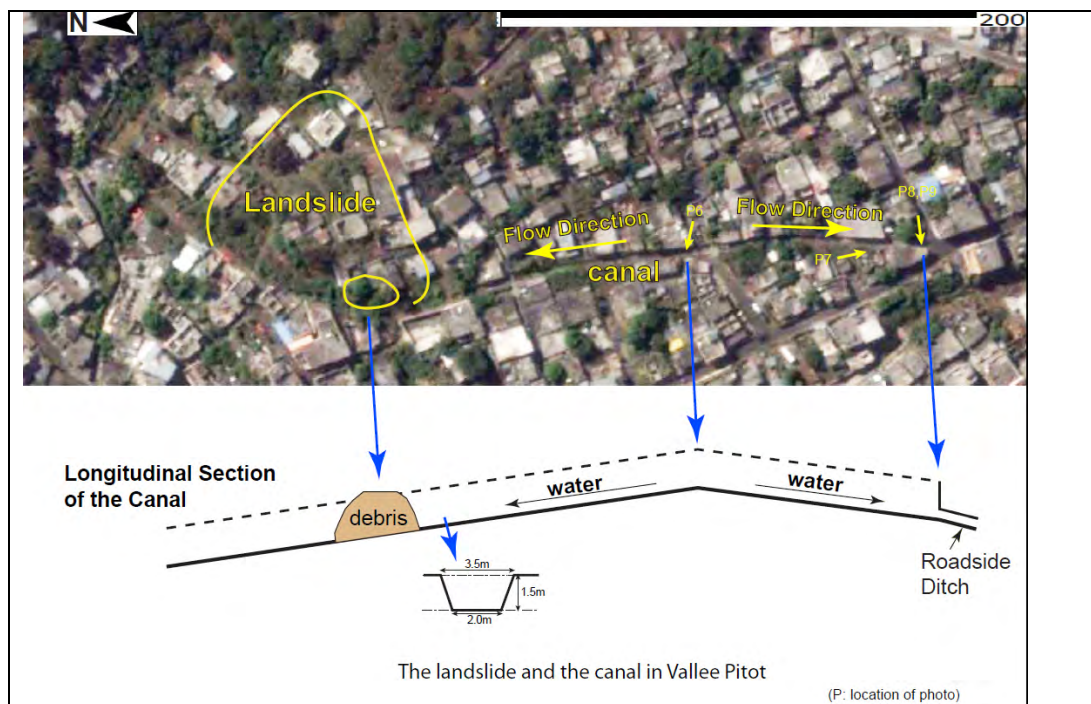 N
200
Landslide
Flow Direction
canal
P6
Flow Direction
P7
P8,P9
Longitudinal Section
of the Canal
debris
water
water
Roadside
Ditch
3.5m
1.5m
2.0m
The landslide and the canal in Vallee Pitot
(P: location of photo)